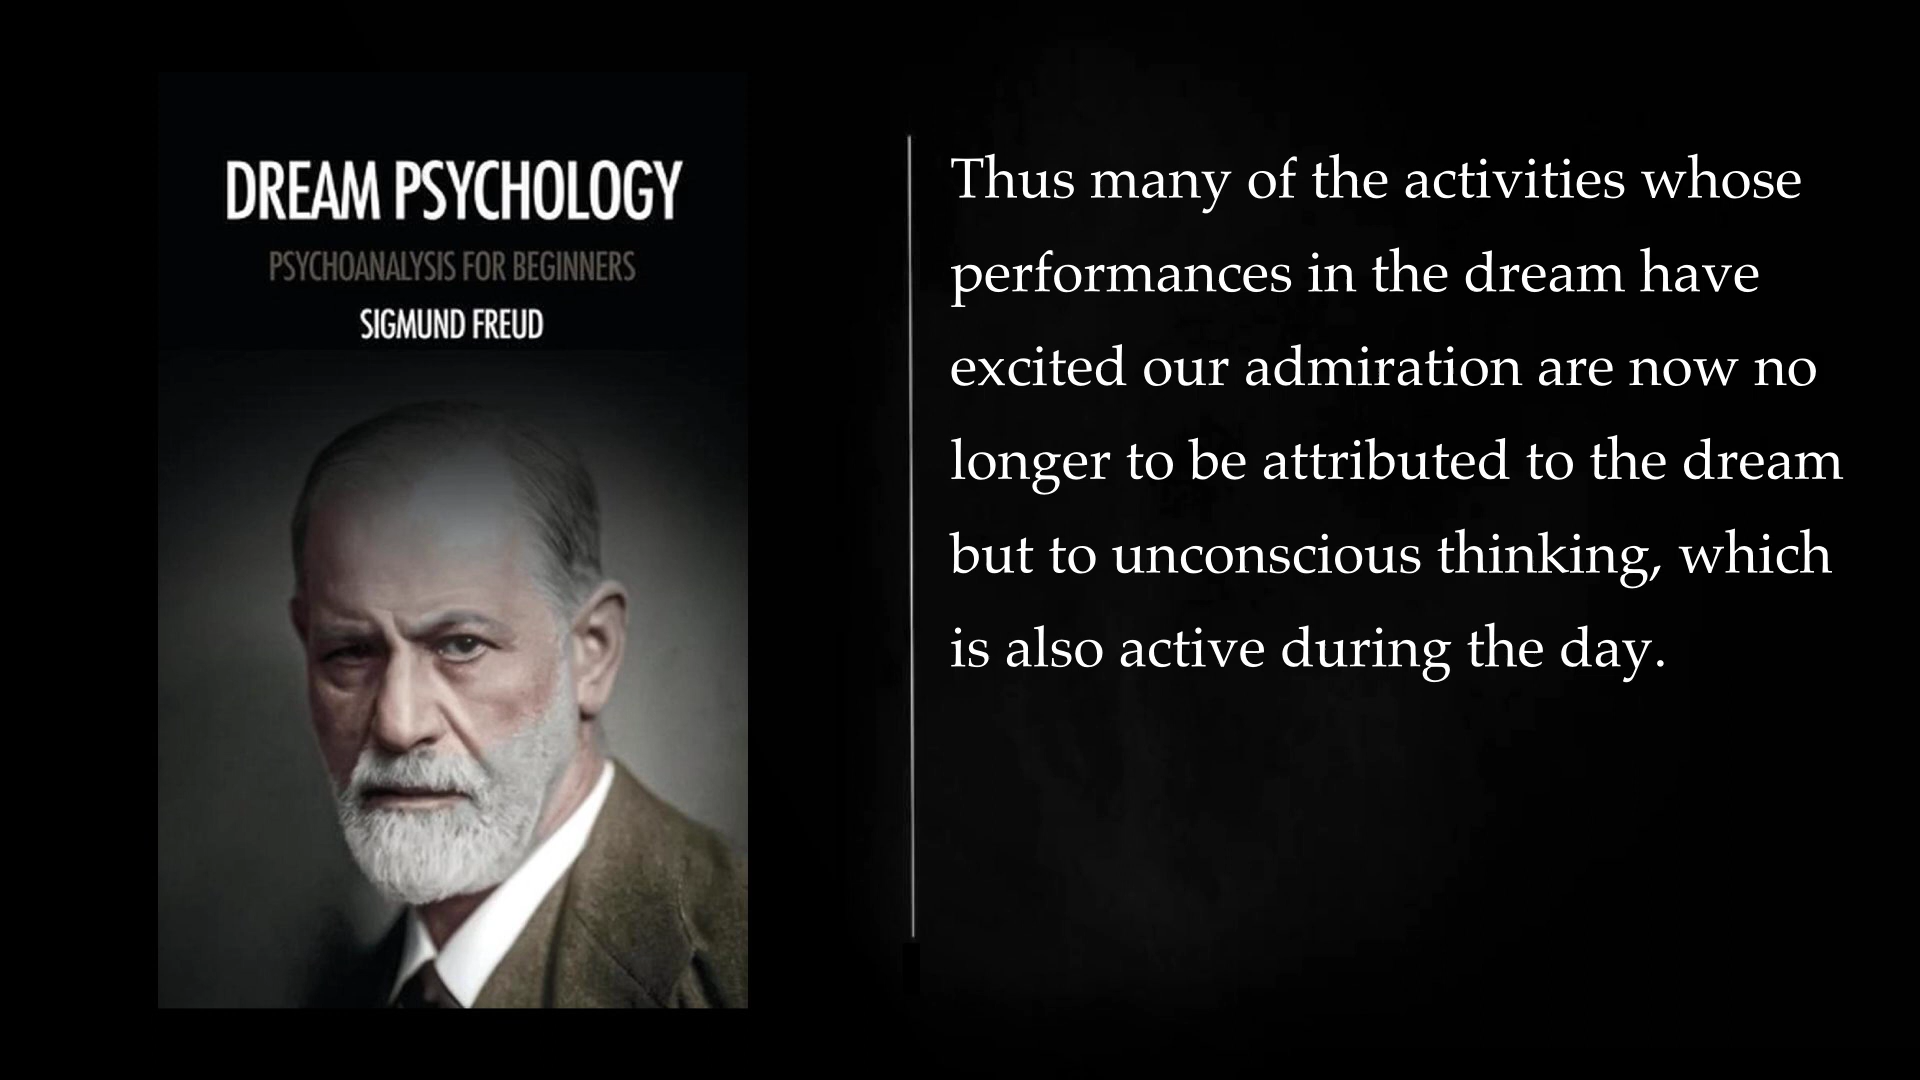 DREAM PSYCHOLOGY
PSYCHOANALYSIS FOR BEGINNERS
SIGMUND FREUD
Thus many of the activities whose
performances in the dream have
excited our admiration are now no
longer to be attributed to the dream
but to unconscious thinking, which
is also active during the day.